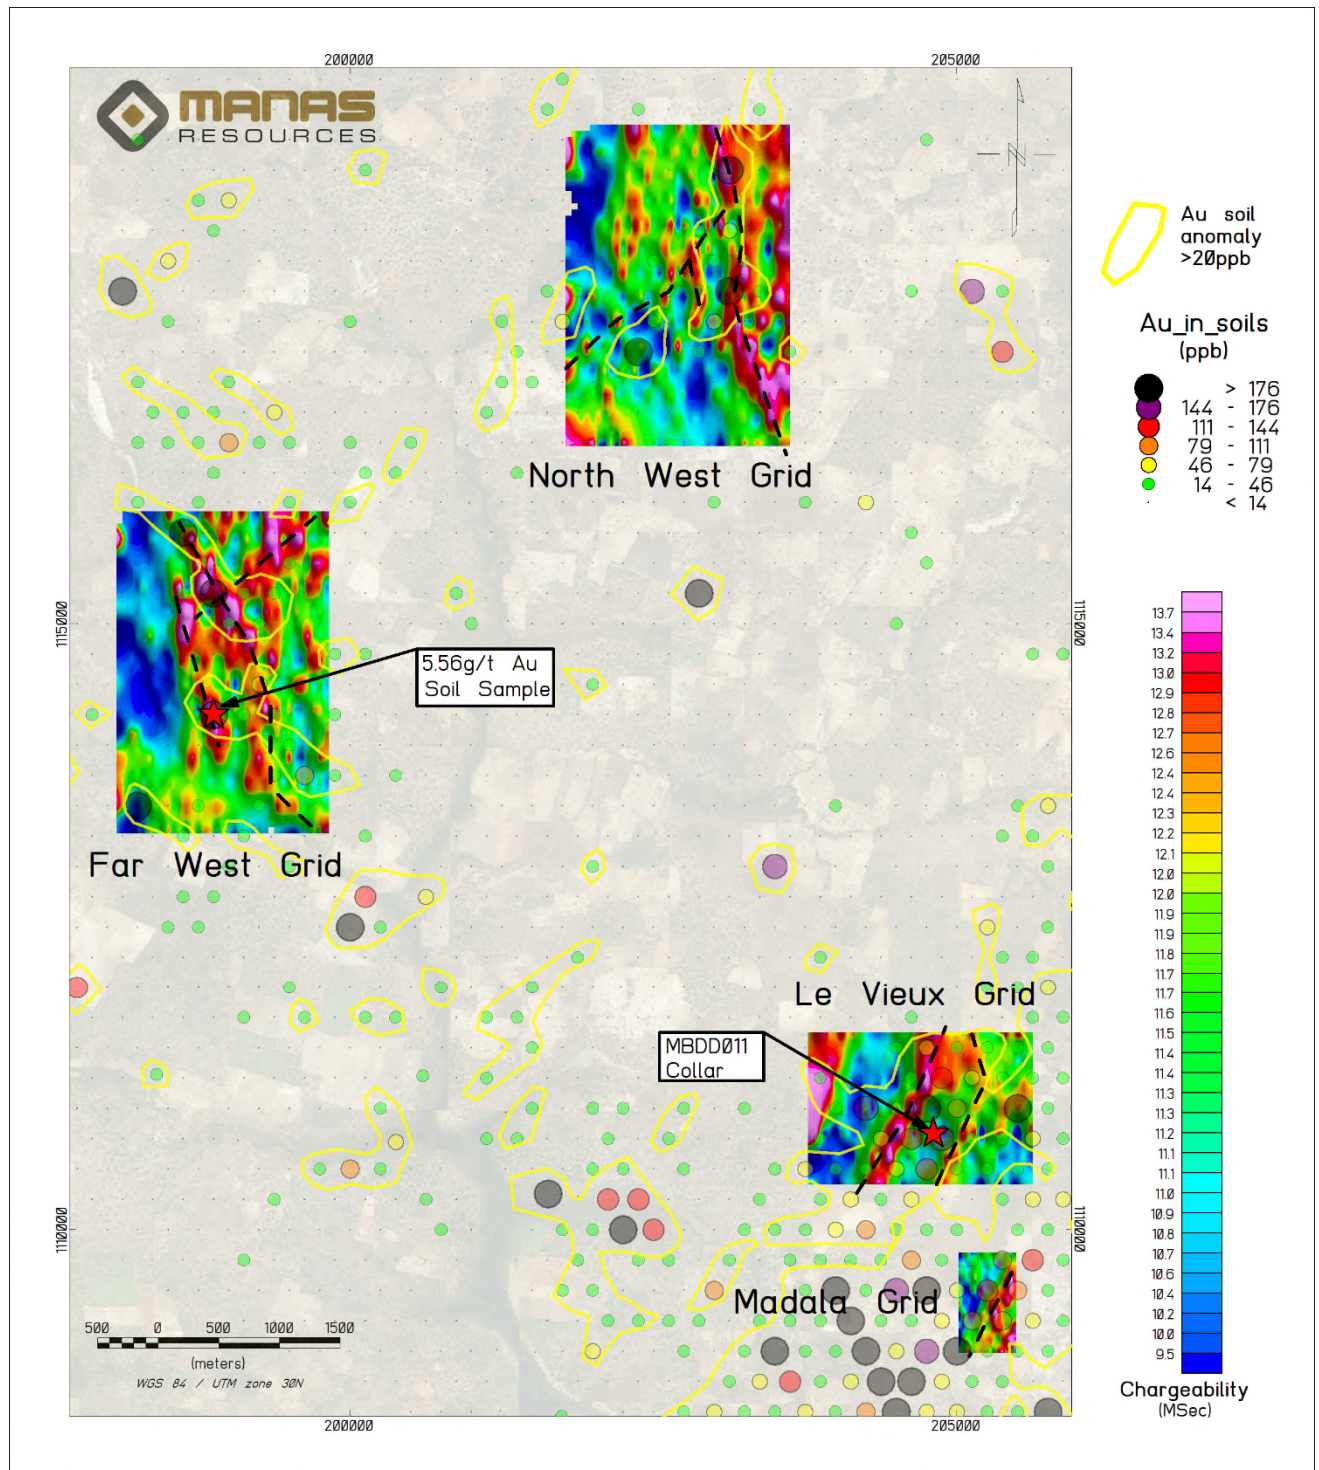 200000
205000
MANAS
RESOURCES
N
Au soil
anomaly
>20ppb
Au_in_soils
(ppb)
> 176
144 - 176
111 - 144
79 - 111
46 - 79
14 - 46
< 14
North West Grid
115000
1115000
5.56g/t Au
Soil Sample
Far West Grid
13.7
13.4
13.2
13.0
12.9
12.8
12.7
12.6
12.4
12.4
12.3
12.2
12.1
12.0
12.0
11.9
11.9
11.8
11.7
11.7
11.6
11.5
11.4
11.4
11.3
11.3
11.2
11.1
11.1
11.0
10.9
10.8
10.7
10.6
10.4
10.2
10.0
9.5
Chargeability
(MSec)
Le Vieux Grid
MBDD011
Collar
1110000
1110000
Madala Grid
500 0 500 1000 1500
(meters)
WGS 84 / UTM zone 30N
200000
205000